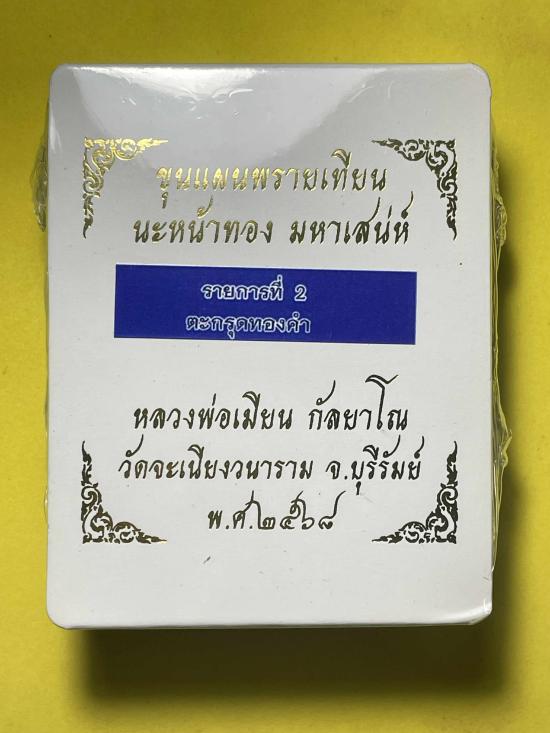 ขุนแผนพรายเทียน
นะหน้าทอง มหาเสน่ห์
รายการที่ 2
ตะกรุดทองคำ
หลวงพ่อเมียน กัลยาโณ
วัดจะเนียงวนาราม จ.บุรีรัมย์
พ.ศ.๒๕๖๘